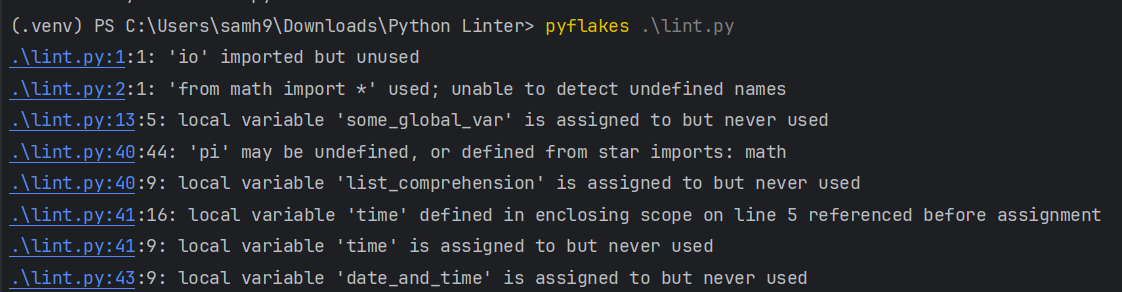 (.venv) PS C:\Users\samh9\Downloads\Python Linter> pyflakes .\lint.py
.\lint.py:1:1: 'io' imported but unused
.\lint.py:2:1: 'from math import *' used; unable to detect undefined names
.\lint.py:13:5: local variable 'some_global_var' is assigned to but never used
.\lint.py:40:44: 'pi' may be undefined, or defined from star imports: math
.\lint.py:40:9: local variable 'list_comprehension' is assigned to but never used
.\lint.py:41:16: local variable 'time' defined in enclosing scope on line 5 referenced before assignment
.\lint.py:41:9: local variable 'time' is assigned to but never used
.\lint.py:43:9: local variable 'date_and_time' is assigned to but never used